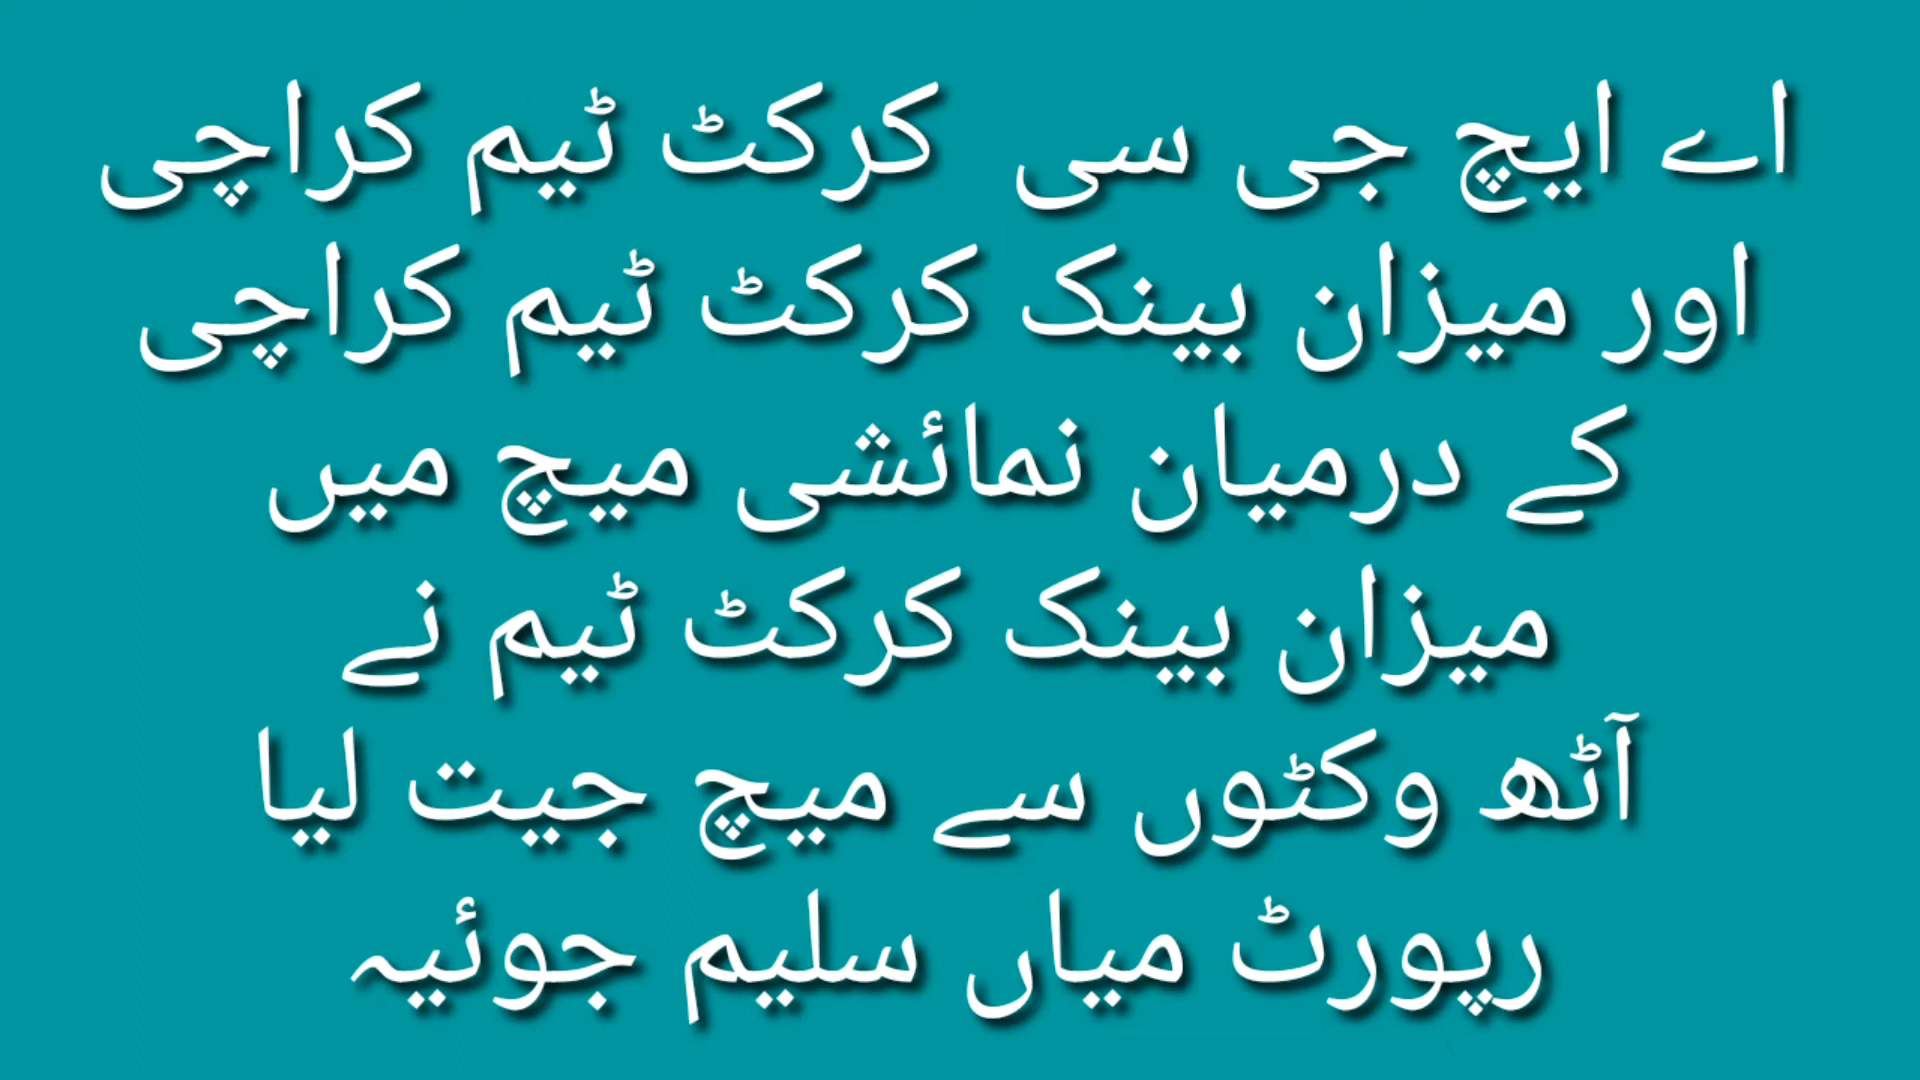 اے ایچ جی سی کرکٹ ٹیم کراچی
اور میزان بینک کرکٹ ٹیم کراچی
کے درمیان نمائشی میچ میں
میزان بینک کرکٹ ٹیم نے
آٹھ وکٹوں سے میچ جیت لیا
رپورٹ میاں سلیم جوئیہ